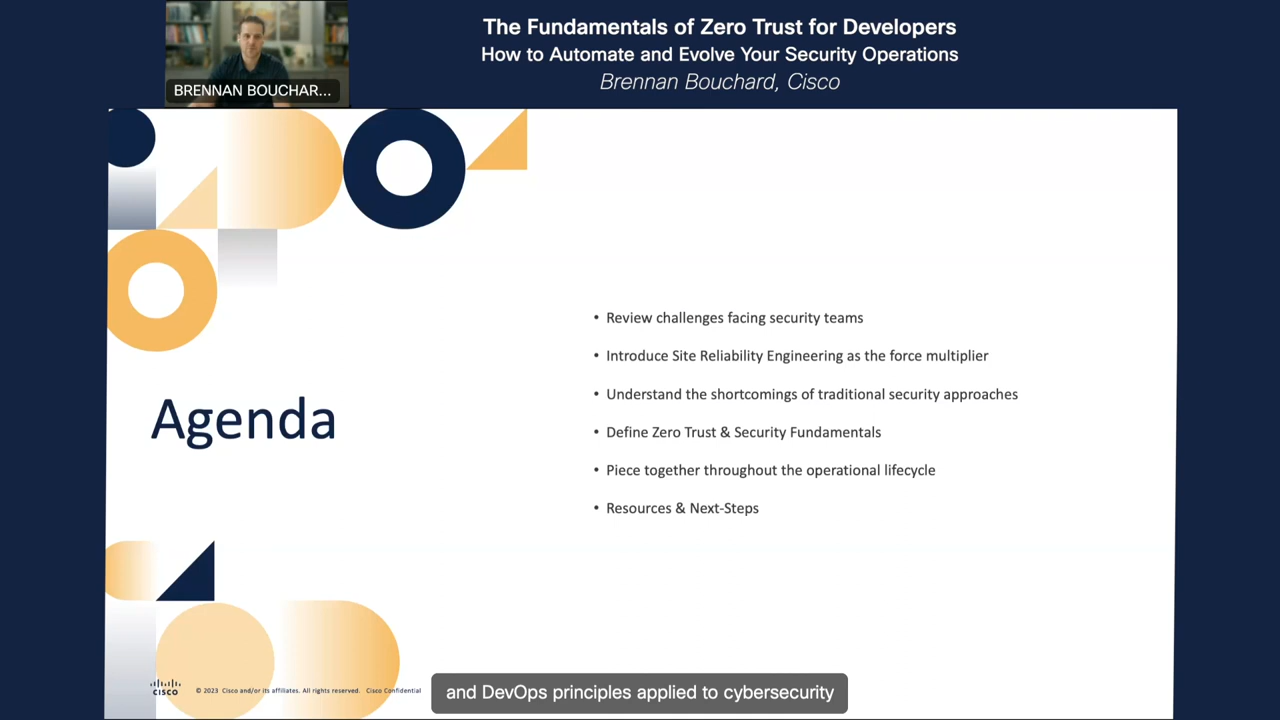 The Fundamentals of Zero Trust for Developers
How to Automate and Evolve Your Security Operations
Brennan Bouchard, Cisco
BRENNAN BOUCHAR...
Agenda
• Review challenges facing security teams
• Introduce Site Reliability Engineering as the force multiplier
• Understand the shortcomings of traditional security approaches
• Define Zero Trust & Security Fundamentals
• Piece together throughout the operational lifecycle
• Resources & Next-Steps
CISCO
© 2023 Cisco and/or its affiliates. All rights reserved. Cisco Confidential
and DevOps principles applied to cybersecurity